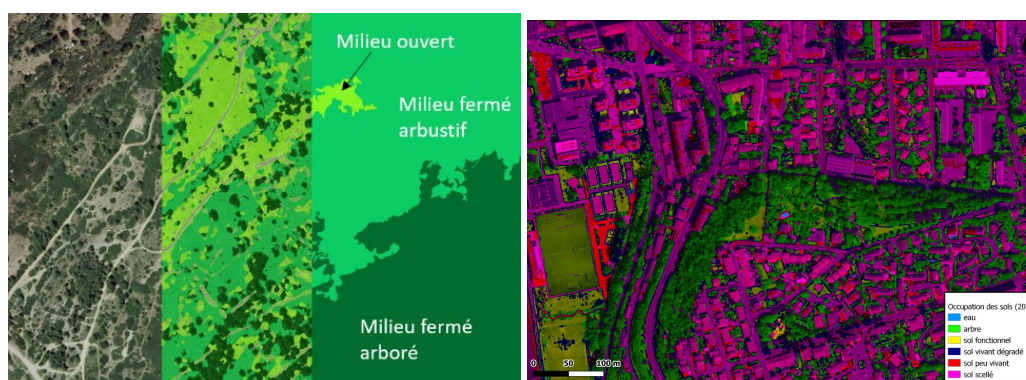 Milieu ouvert
Milieu fermé
arbustif
Milieu fermé
arboré
0 50 100 m
Occupation des sols (20
eau
arbre
sol fonctionnel
sol vivant dégradé
sol peu vivant
sol scellé